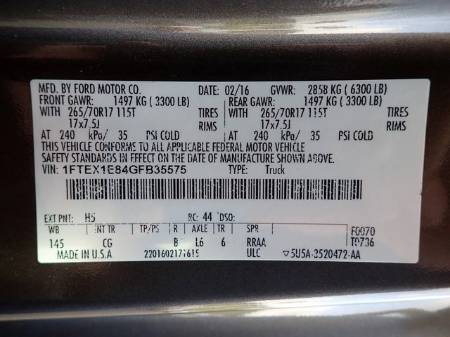 MFD. BY FORD MOTOR CO. 02/16 GVWR: 2858 KG ( 6300 LB)
FRONT GAWR: REAR GAWR:
1497 KG ( 3300 LB) 1497 KG ( 3300 LB)
265/70R17 115T TIRES 265/70R17 115T TIRES
17x7.5J RIMS 17x7.5J RIMS
AT 240 kPa/ 35 PSI COLD AT 240 kPa/ 35 PSI COLD
THIS VEHICLE CONFORMS TO ALL APPLICABLE FEDERAL MOTOR VEHICLE
SAFETY STANDARDS IN EFFECT ON THE DATE OF MANUFACTURE SHOWN ABOVE.
VIN: 1FTEX1E84GFB35575 TYPE: Truck
EXT PNT: H5 RC: 44 DSO: F0070
WB INT TR TP/PS R AXLE TR SPR T0736
145 CG B L6 6 RRAA
MADE IN U.S.A 2201602177615 ULC 5U5A-3520472-AA